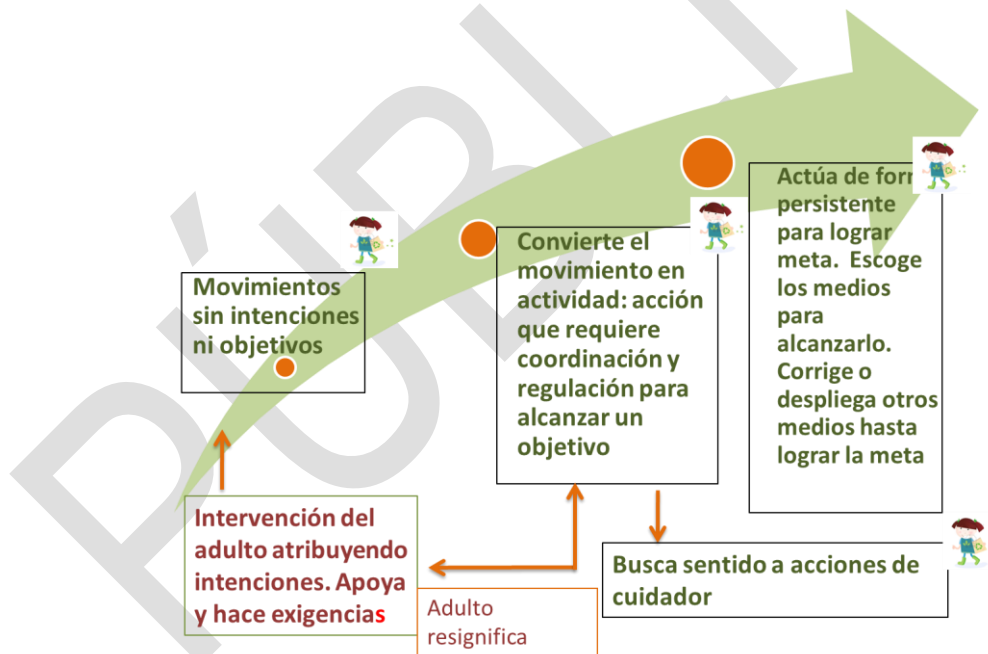 Movimientos
sin intenciones
ni objetivos
Convierte el
movimiento en
actividad: acción
que requiere
coordinación y
regulación para
alcanzar un
objetivo
Actúa de for
persistente
para lograr
meta. Escoge
los medios
para
alcanzarlo.
Corrige o
despliega otros
medios hasta
lograr la meta
Intervención del
adulto atribuyendo
intenciones. Apoya
y hace exigencias
Adulto
resignifica
Busca sentido a acciones de
cuidador